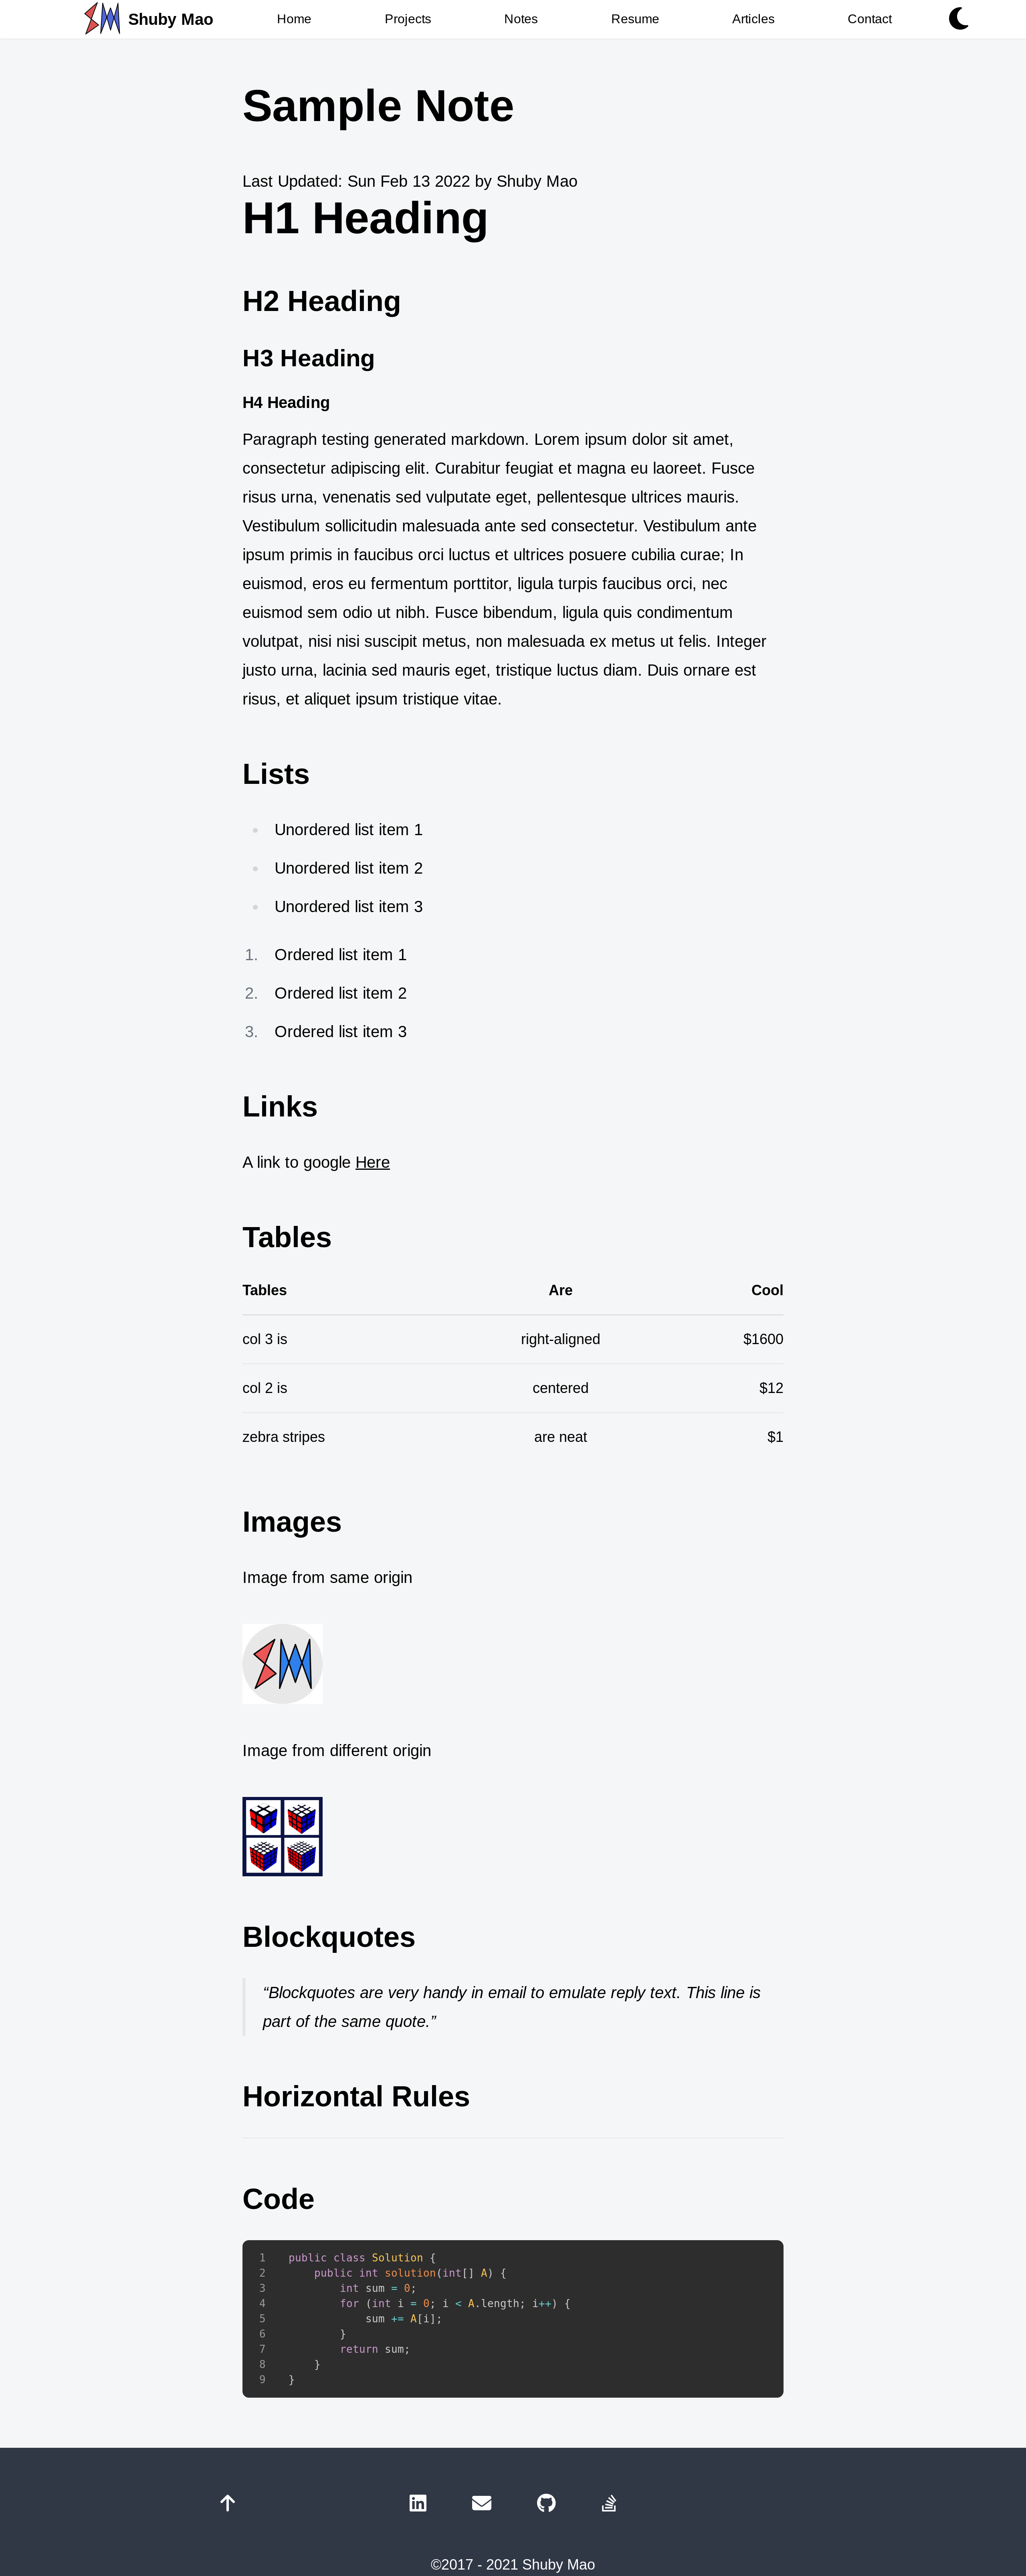 Shuby Mao
Home
Projects
Notes
Resume
Articles
Contact
Sample Note
Last Updated: Sun Feb 13 2022 by Shuby Mao
H1 Heading
H2 Heading
H3 Heading
H4 Heading
Paragraph testing generated markdown. Lorem ipsum dolor sit amet,
consectetur adipiscing elit. Curabitur feugiat et magna eu laoreet. Fusce
risus urna, venenatis sed vulputate eget, pellentesque ultrices mauris.
Vestibulum sollicitudin malesuada ante sed consectetur. Vestibulum ante
ipsum primis in faucibus orci luctus et ultrices posuere cubilia curae; In
euismod, eros eu fermentum porttitor, ligula turpis faucibus orci, nec
euismod sem odio ut nibh. Fusce bibendum, ligula quis condimentum
volutpat, nisi nisi suscipit metus, non malesuada ex metus ut felis. Integer
justo urna, lacinia sed mauris eget, tristique luctus diam. Duis ornare est
risus, et aliquet ipsum tristique vitae.
Lists
• Unordered list item 1
• Unordered list item 2
• Unordered list item 3
1. Ordered list item 1
2. Ordered list item 2
3. Ordered list item 3
Links
A link to google Here
Tables
Tables Are Cool
col 3 is right-aligned $1600
col 2 is centered $12
zebra stripes are neat $1
Images
Image from same origin
SM
Image from different origin
Blockquotes
“Blockquotes are very handy in email to emulate reply text. This line is
part of the same quote.”
Horizontal Rules
Code
1 public class Solution {
2     public int solution(int[] A) {
3         int sum = 0;
4         for (int i = 0; i < A.length; i++) {
5             sum += A[i];
6         }
7         return sum;
8     }
9 }
©2017 - 2021 Shuby Mao